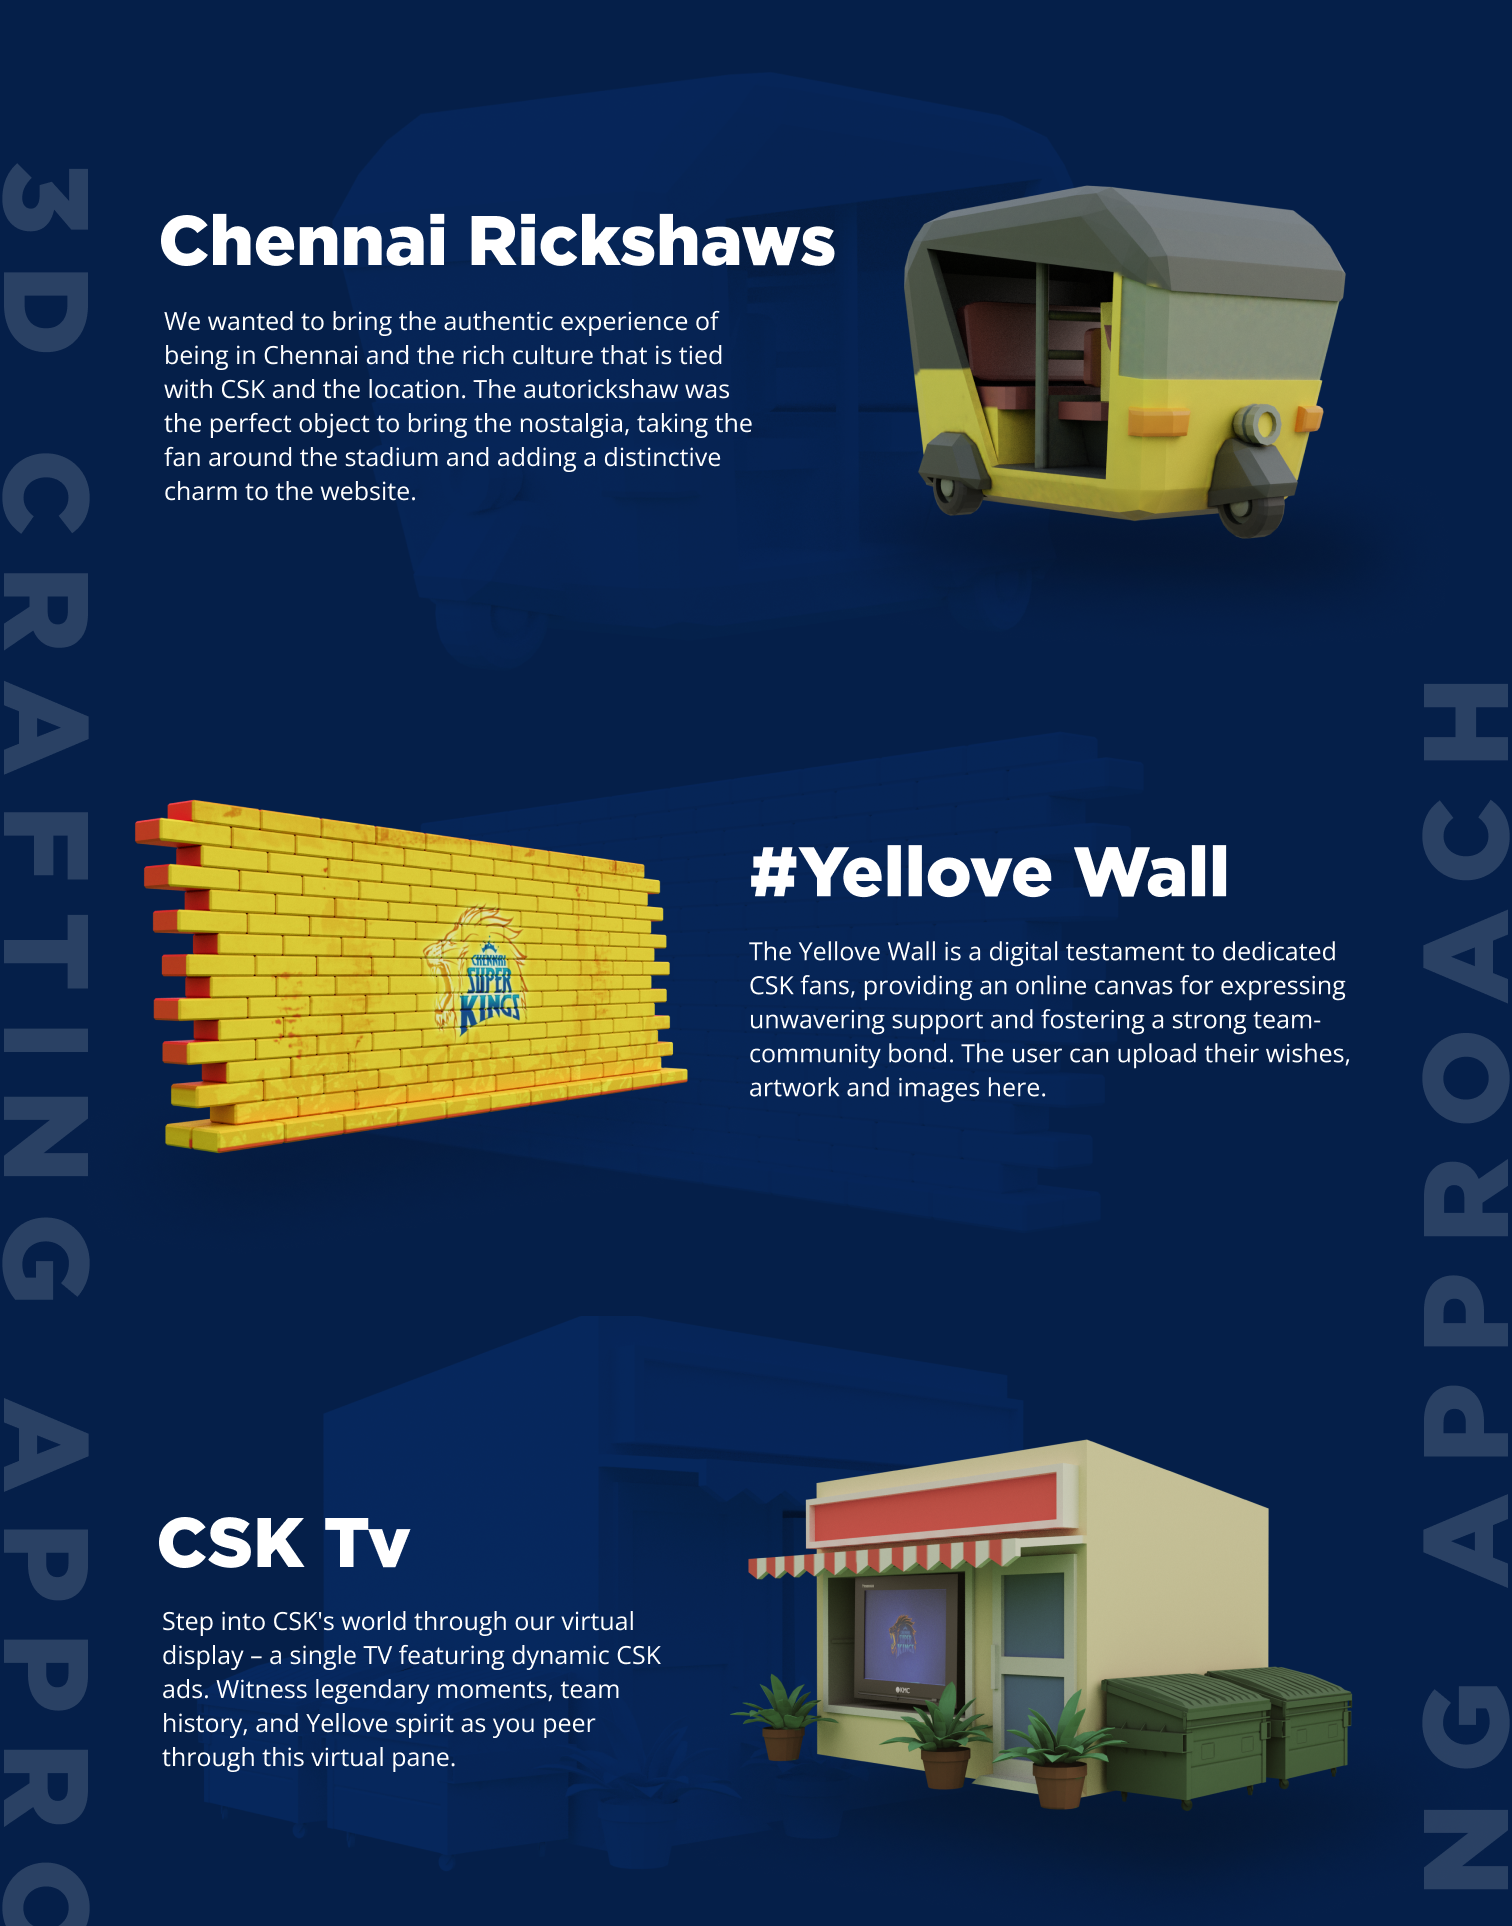 3D CRAFTING APPRO
Chennai Rickshaws
We wanted to bring the authentic experience of
being in Chennai and the rich culture that is tied
with CSK and the location. The autorickshaw was
the perfect object to bring the nostalgia, taking the
fan around the stadium and adding a distinctive
charm to the website.
CHENNAI
SUPER
KINGS
#Yellove Wall
The Yellove Wall is a digital testament to dedicated
CSK fans, providing an online canvas for expressing
unwavering support and fostering a strong team-
community bond. The user can upload their wishes,
artwork and images here.
CSK Tv
Step into CSK's world through our virtual
display – a single TV featuring dynamic CSK
ads. Witness legendary moments, team
history, and Yellove spirit as you peer
through this virtual pane.
KMC
NG APPROACH